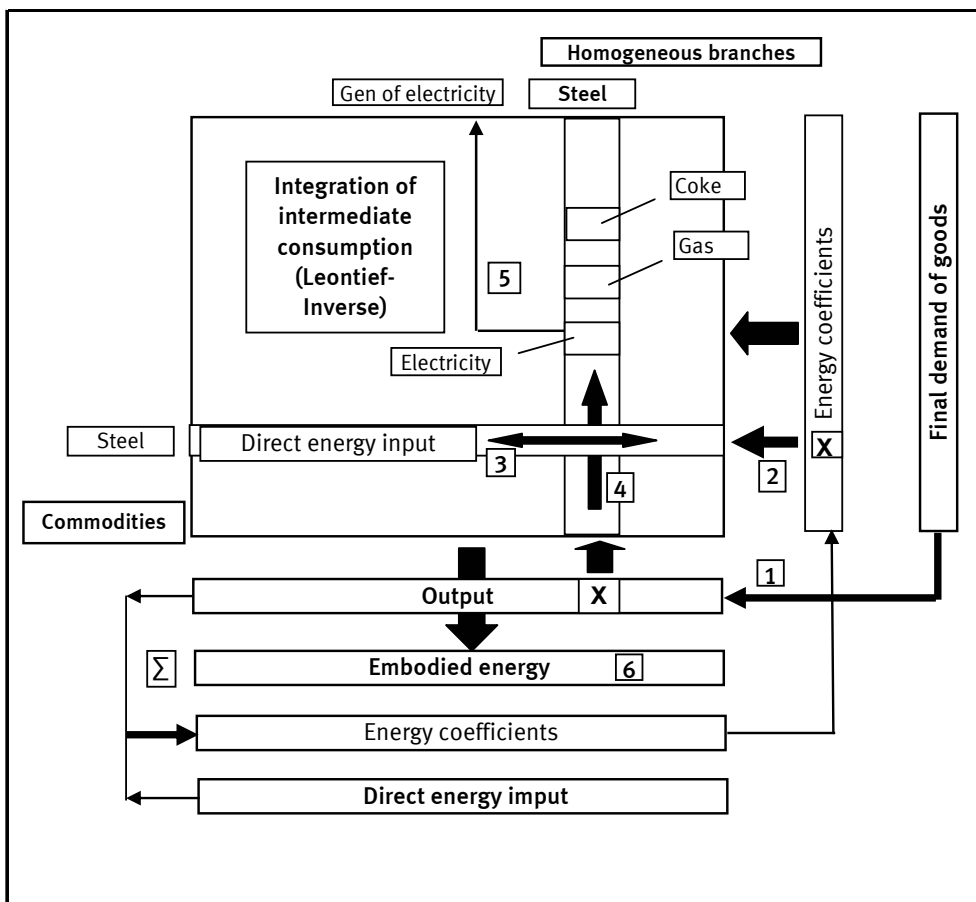 Homogeneous branches
Gen of electricity
Steel
Integration of
intermediate
consumption
(Leontief-
Inverse)
Coke
Gas
5
Electricity
Energy coefficients
X
Final demand of goods
Steel
Direct energy input
3
4
2
Commodities
1
Output
X
Σ
Embodied energy
6
Energy coefficients
Direct energy imput